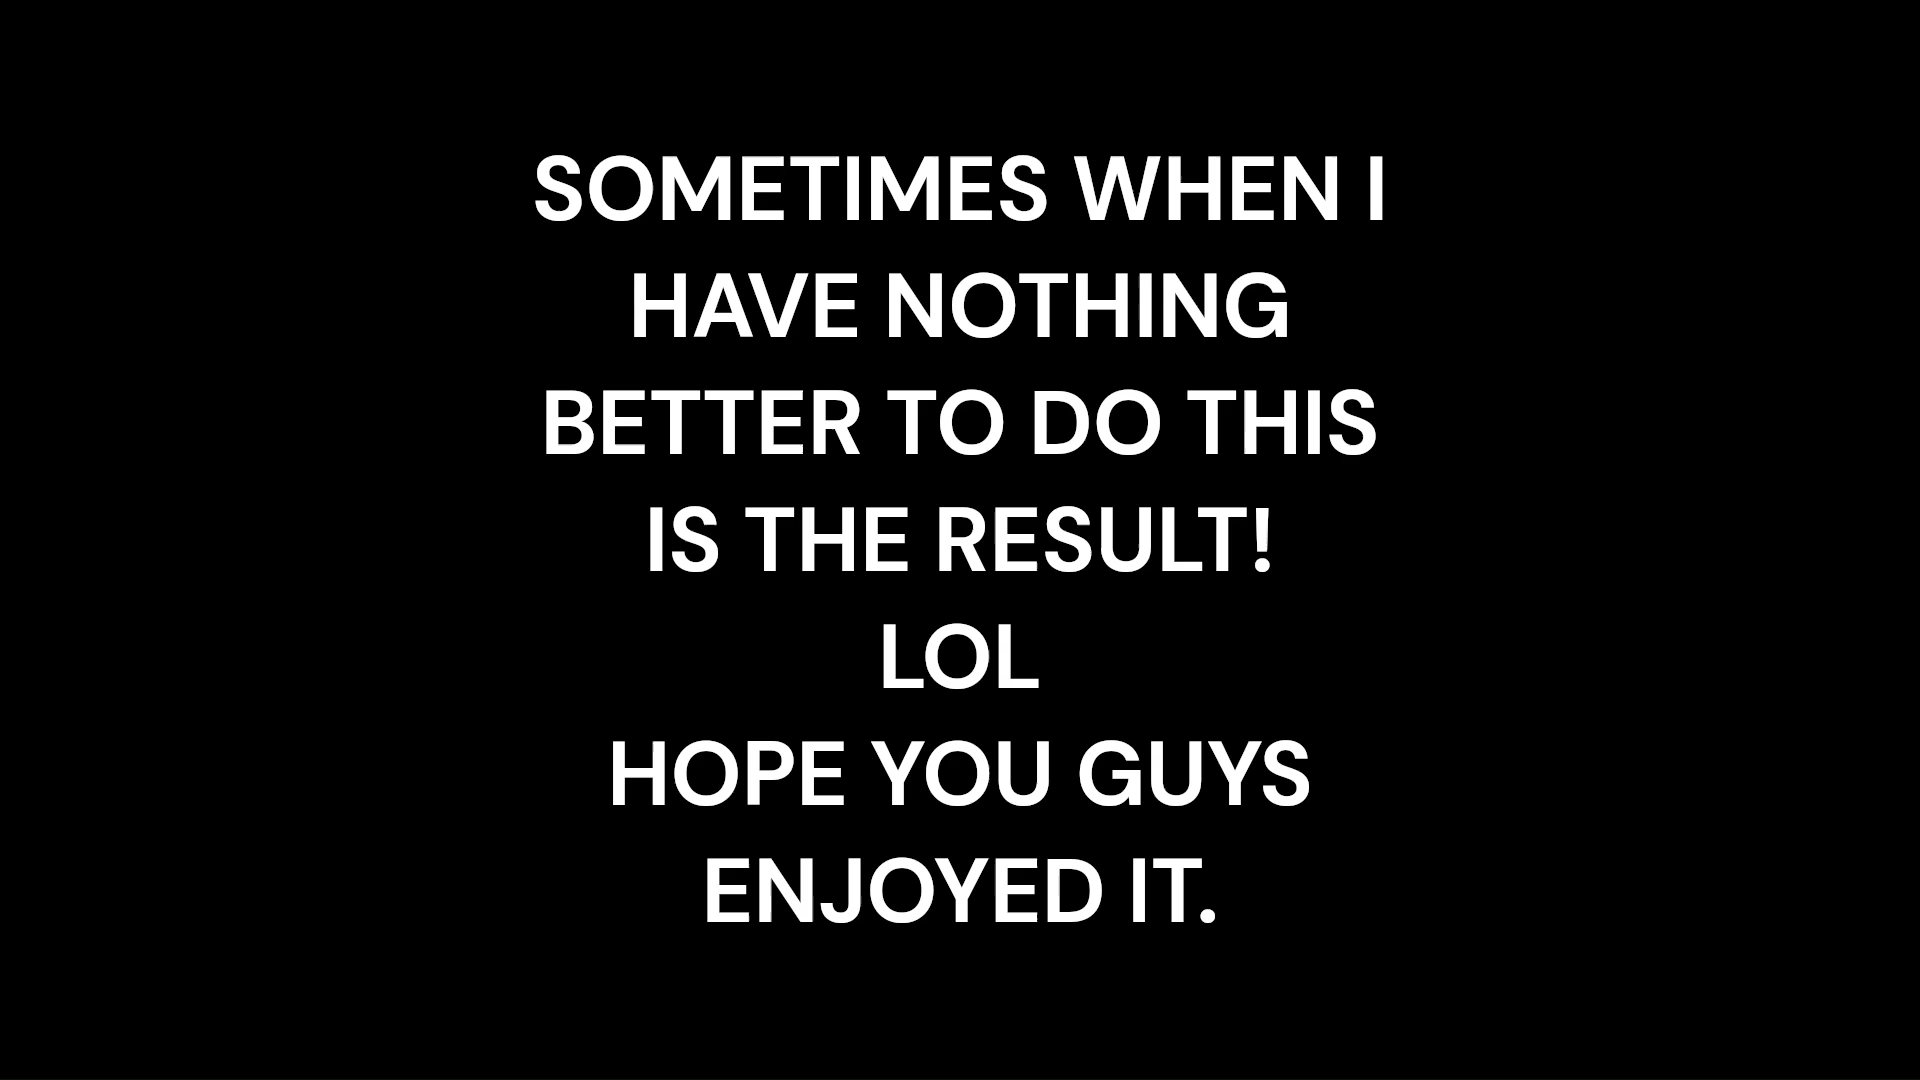 SOMETIMES WHEN I
HAVE NOTHING
BETTER TO DO THIS
IS THE RESULT!
LOL
HOPE YOU GUYS
ENJOYED IT.